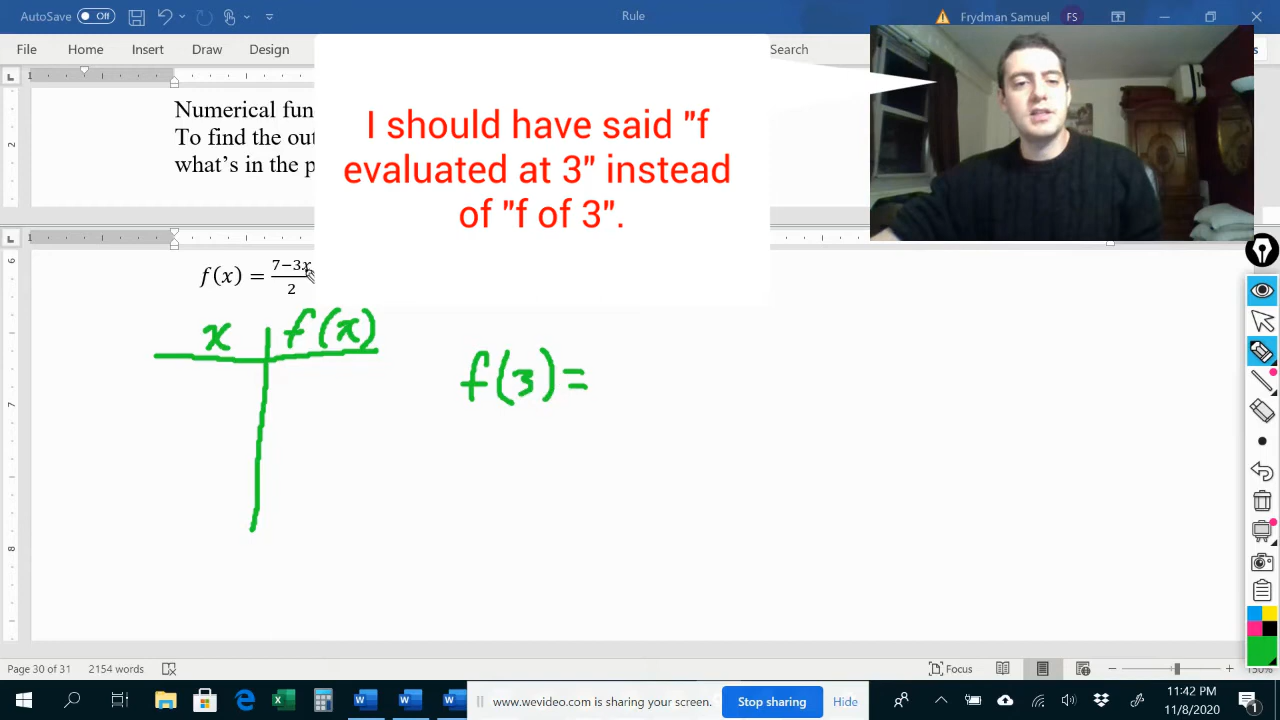 AutoSave Off
Rule
Frydman Samuel FS
File Home Insert Draw Design
Search
Numerical fun
To find the out
what's in the p
I should have said "f
evaluated at 3" instead
of "f of 3".
f(x) = 7−3x/2
x f(x)
f(3)=
Page 30 of 31 2154 words
Focus
150%
www.wevideo.com is sharing your screen. Stop sharing Hide
11:42 PM
11/8/2020